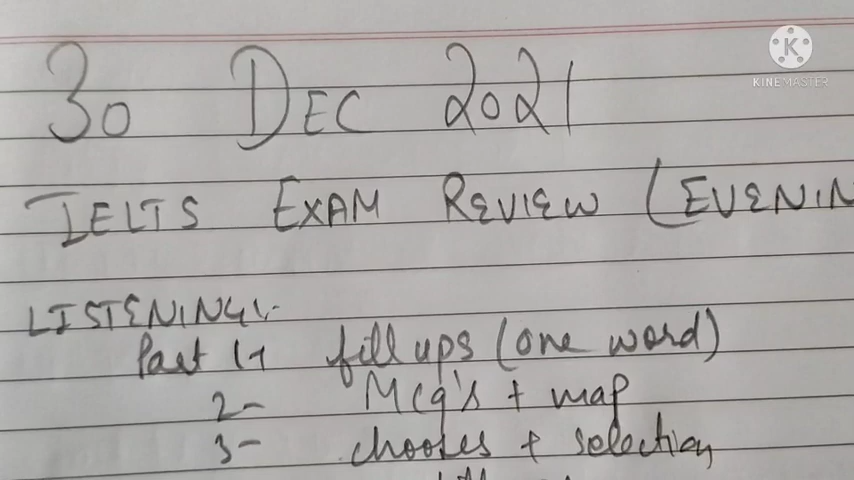 K
KINEMASTER
30 DEC 2021
IELTS EXAM REVIEW (EVENIN
LISTENING:-
Part 1→ fill ups (one word)
2- Mcq's + map
3- chooses + selection